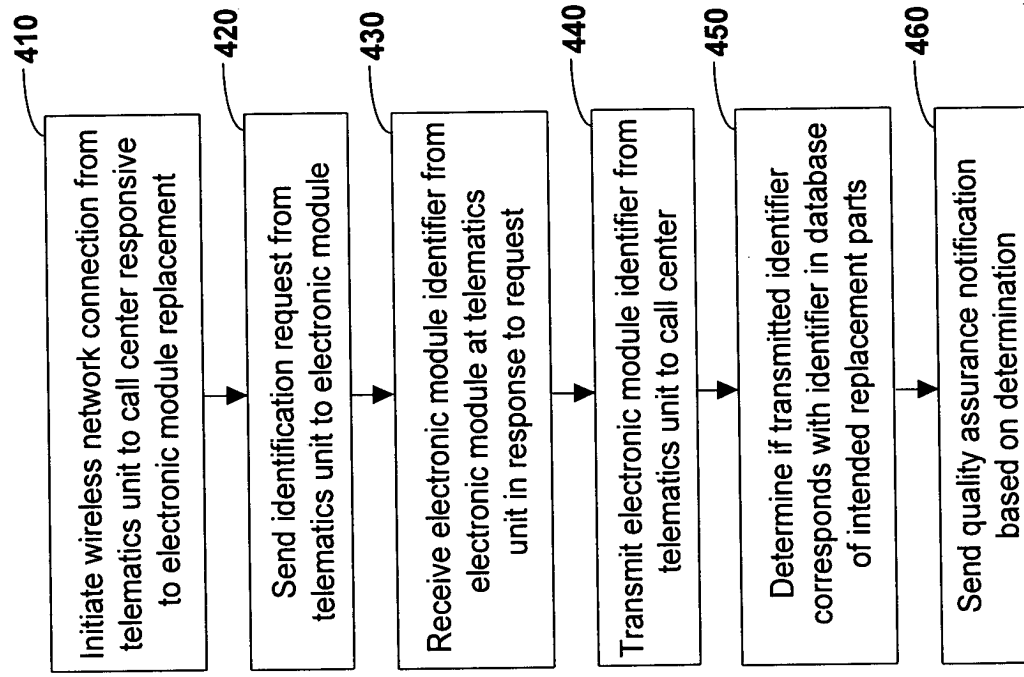 410
Initiate wireless network connection from
telematics unit to call center responsive
to electronic module replacement
420
Send identification request from
telematics unit to electronic module
430
Receive electronic module identifier from
electronic module at telematics
unit in response to request
440
Transmit electronic module identifier from
telematics unit to call center
450
Determine if transmitted identifier
corresponds with identifier in database
of intended replacement parts
460
Send quality assurance notification
based on determination